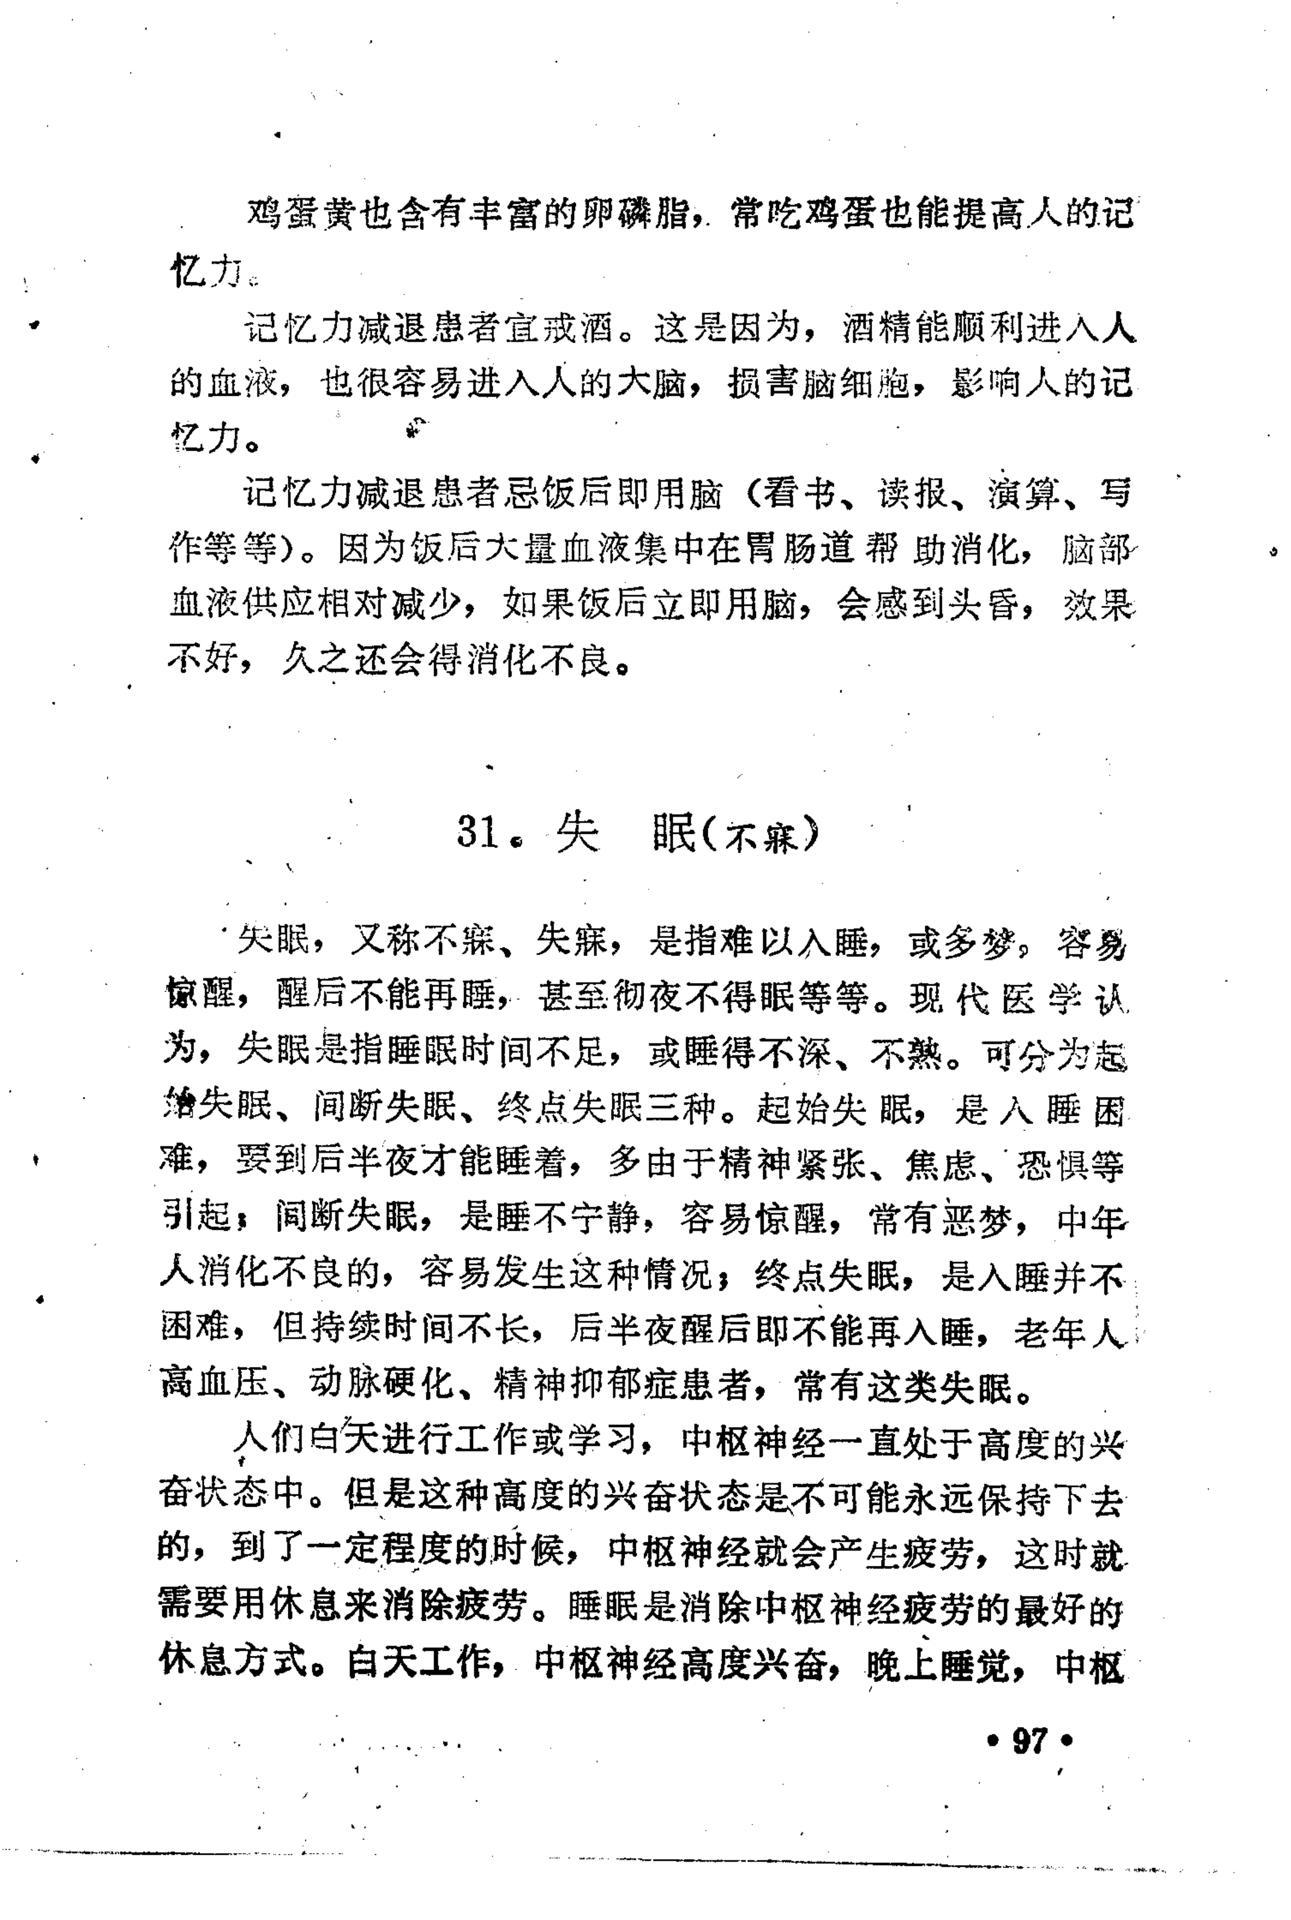 鸡蛋黄也含有丰富的卵磷脂，常吃鸡蛋也能提高人的记
忆力。
记忆力减退患者宜戒酒。这是因为，酒精能顺利进入人
的血液，也很容易进入人的大脑，损害脑细胞，影响人的记
忆力。
记忆力减退患者忌饭后即用脑（看书、读报、演算、写
作等等）。因为饭后大量血液集中在胃肠道帮助消化，脑部
血液供应相对减少，如果饭后立即用脑，会感到头昏，效果
不好，久之还会得消化不良。
31。失 眠（不寐）
失眠，又称不寐、失寐，是指难以入睡，或多梦，容易
惊醒，醒后不能再睡，甚至彻夜不得眠等等。现代医学认
为，失眠是指睡眠时间不足，或睡得不深、不熟。可分为起
始失眠、间断失眠、终点失眠三种。起始失眠，是入睡困
难，要到后半夜才能睡着，多由于精神紧张、焦虑、恐惧等
引起；间断失眠，是睡不宁静，容易惊醒，常有恶梦，中年
人消化不良的，容易发生这种情况；终点失眠，是入睡并不
困难，但持续时间不长，后半夜醒后即不能再入睡，老年人
高血压、动脉硬化、精神抑郁症患者，常有这类失眠。
人们白天进行工作或学习，中枢神经一直处于高度的兴
奋状态中。但是这种高度的兴奋状态是不可能永远保持下去
的，到了一定程度的时候，中枢神经就会产生疲劳，这时就
需要用休息来消除疲劳。睡眠是消除中枢神经疲劳的最好的
休息方式。白天工作，中枢神经高度兴奋，晚上睡觉，中枢
•97•